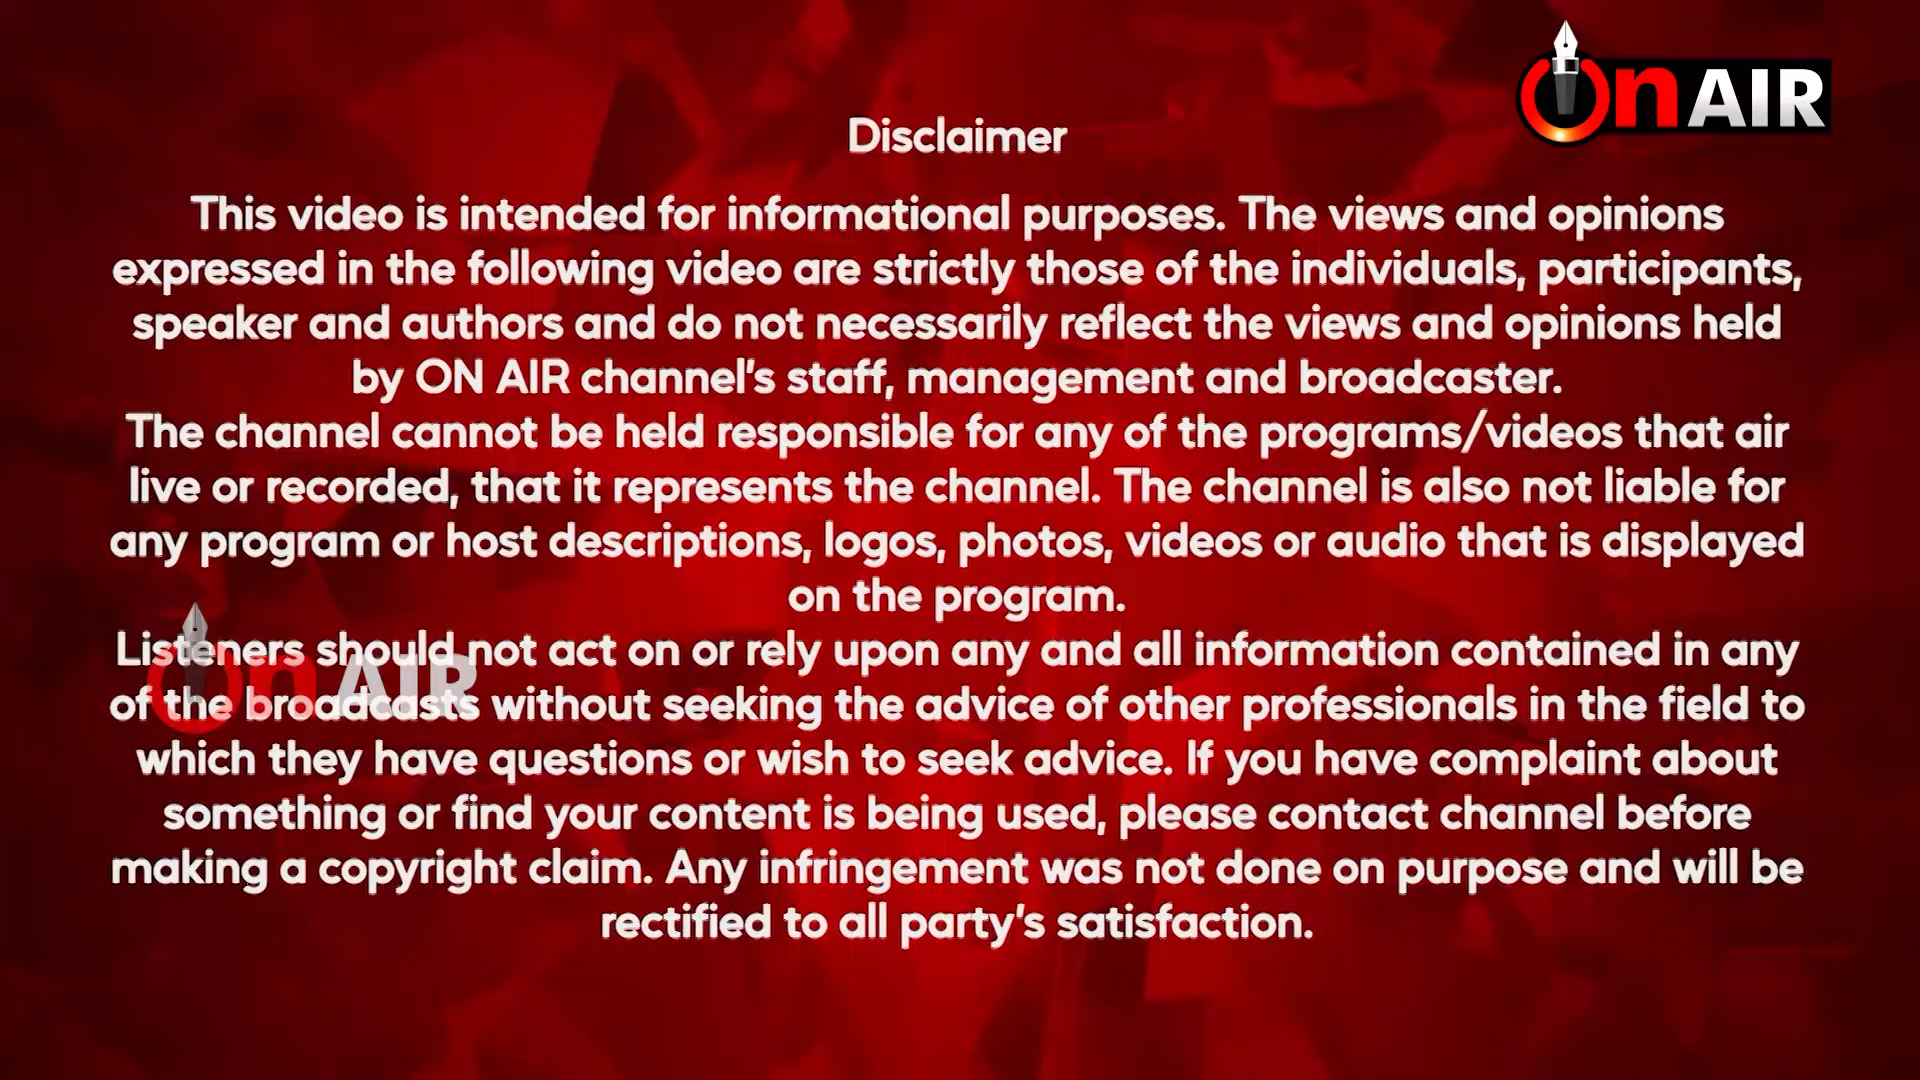 On AIR
Disclaimer
This video is intended for informational purposes. The views and opinions
expressed in the following video are strictly those of the individuals, participants,
speaker and authors and do not necessarily reflect the views and opinions held
by ON AIR channel's staff, management and broadcaster.
The channel cannot be held responsible for any of the programs/videos that air
live or recorded, that it represents the channel. The channel is also not liable for
any program or host descriptions, logos, photos, videos or audio that is displayed
on the program.
Listeners should not act on or rely upon any and all information contained in any
On AIR
of the broadcasts without seeking the advice of other professionals in the field to
which they have questions or wish to seek advice. If you have complaint about
something or find your content is being used, please contact channel before
making a copyright claim. Any infringement was not done on purpose and will be
rectified to all party's satisfaction.